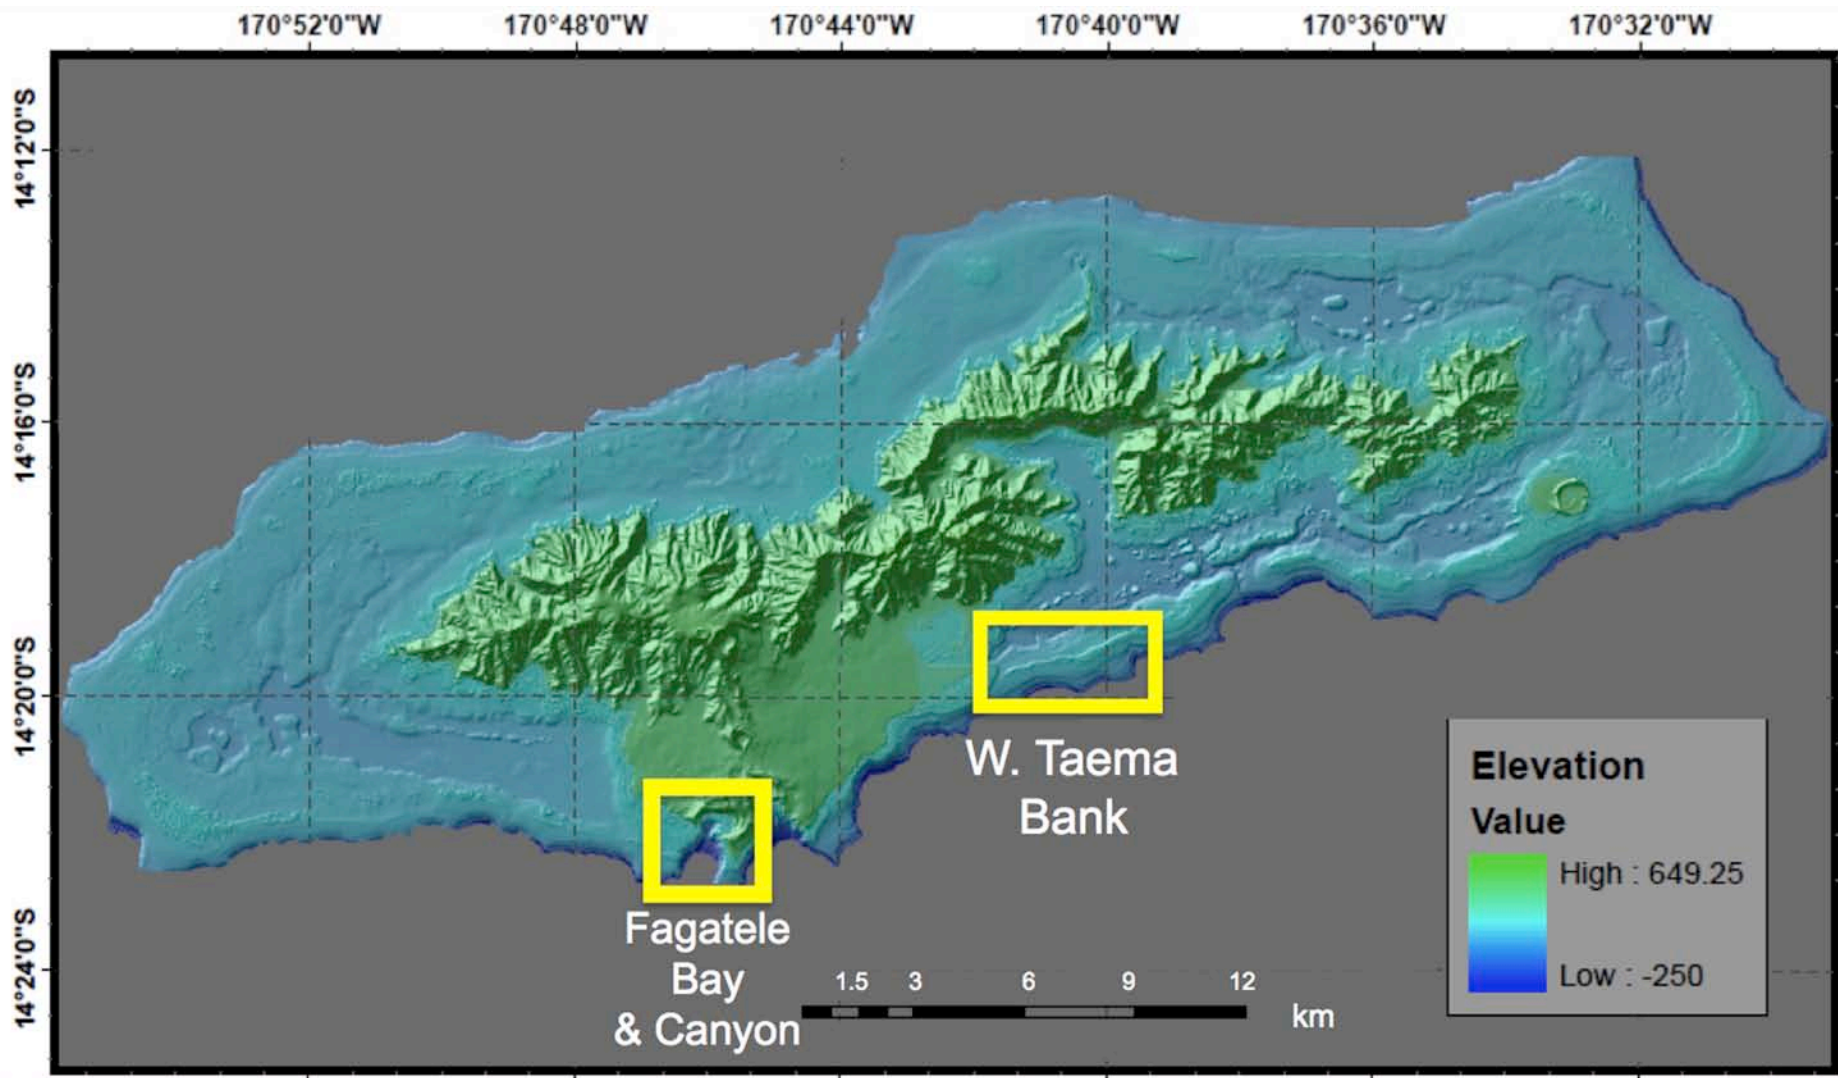 170°52'0"W 170°48'0"W 170°44'0"W 170°40'0"W 170°36'0"W 170°32'0"W
14°12'0"S
14°16'0"S
14°20'0"S
14°24'0"S
W. Taema
Bank
Fagatele
Bay
& Canyon
Elevation
Value
High : 649.25
Low : -250
1.5 3 6 9 12
km